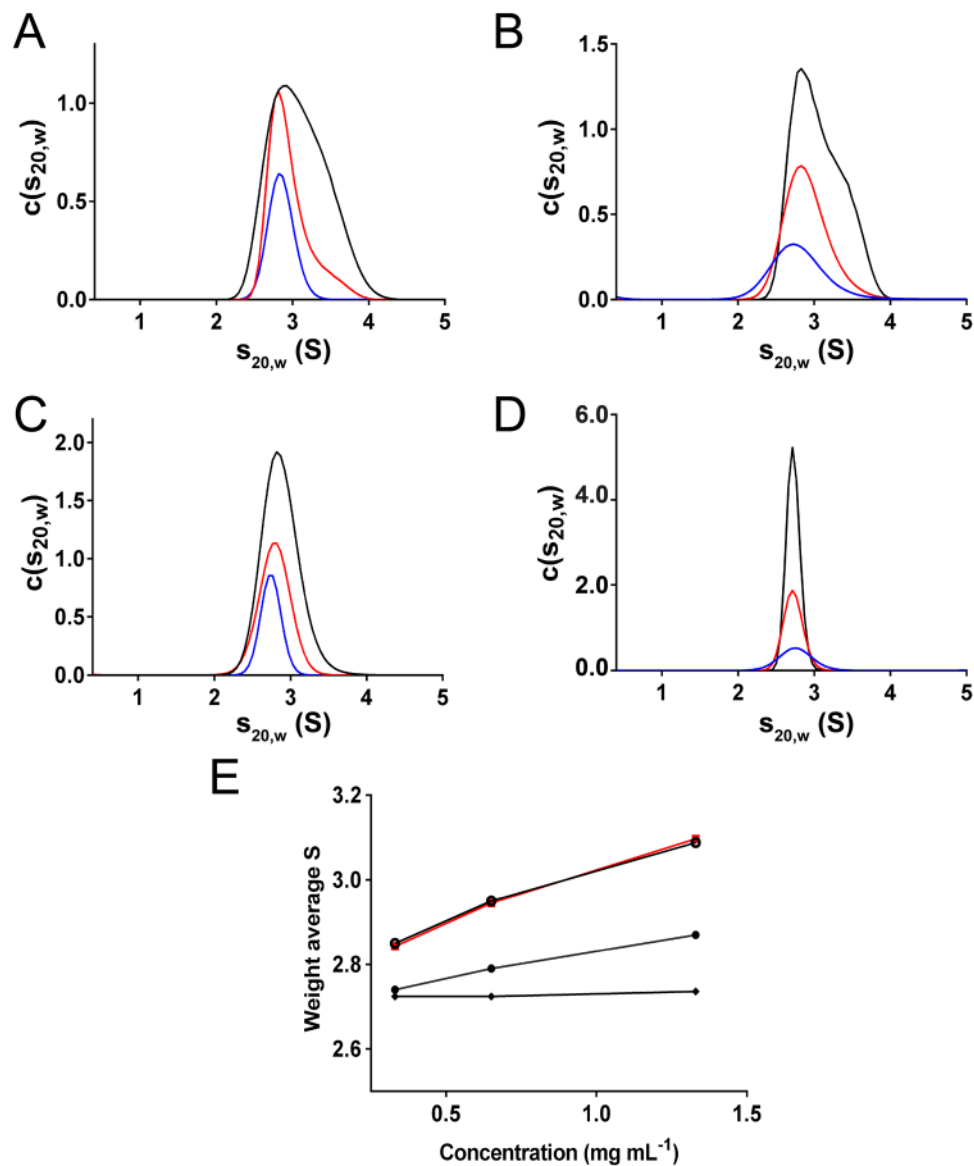 A
B
c(s20,w)
1.0
0.5
0.0
1 2 3 4 5
s20,w (S)
c(s20,w)
1.5
1.0
0.5
0.0
1 2 3 4 5
s20,w (S)
C
D
c(s20,w)
2.0
1.5
1.0
0.5
0.0
1 2 3 4 5
s20,w (S)
c(s20,w)
6.0
4.0
2.0
0.0
1 2 3 4 5
s20,w (S)
E
Weight average S
3.2
3.0
2.8
2.6
0.5 1.0 1.5
Concentration (mg mL⁻¹)